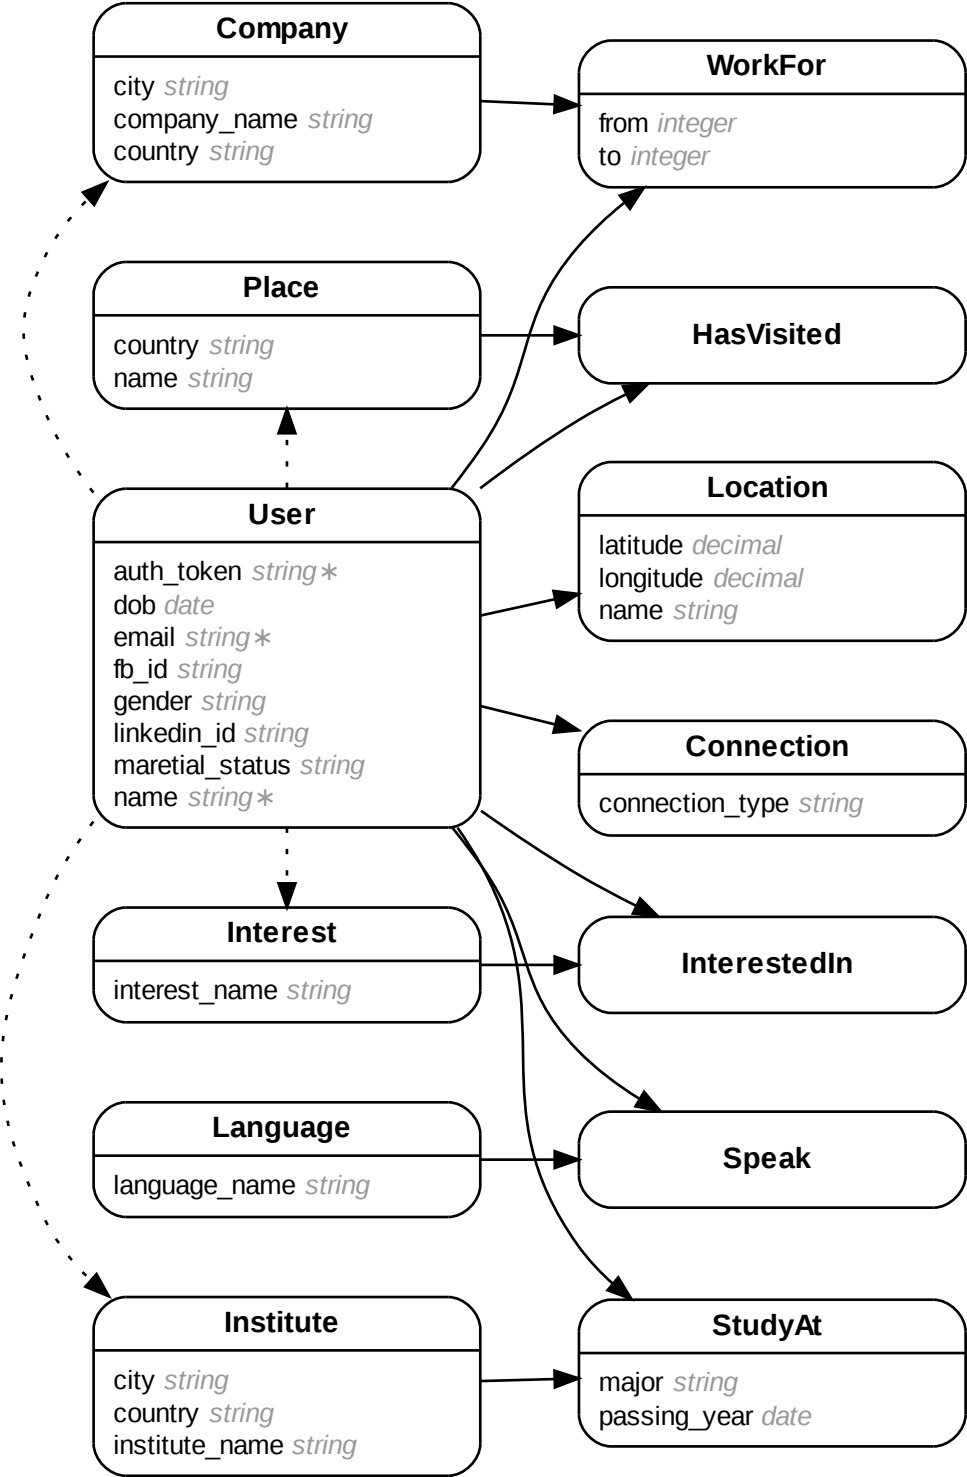 Company
city string
company_name string
country string
WorkFor
from integer
to integer
Place
country string
name string
HasVisited
User
auth_token string∗
dob date
email string∗
fb_id string
gender string
linkedin_id string
maretial_status string
name string∗
Location
latitude decimal
longitude decimal
name string
Connection
connection_type string
Interest
interest_name string
InterestedIn
Language
language_name string
Speak
Institute
city string
country string
institute_name string
StudyAt
major string
passing_year date